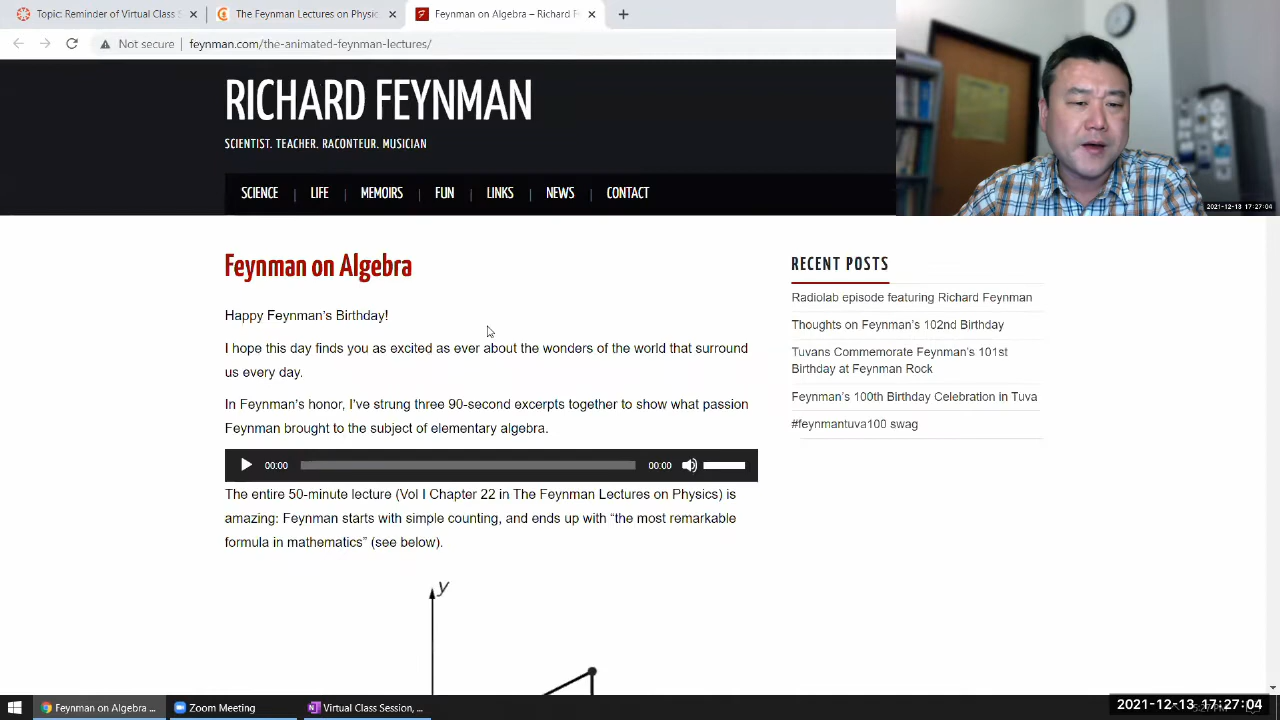 Topic: Reminder of Virtual Class S
The Feynman Lectures on Physic
Feynman on Algebra – Richard F
Not secure
feynman.com/the-animated-feynman-lectures/
RICHARD FEYNMAN
SCIENTIST. TEACHER. RACONTEUR. MUSICIAN
SCIENCE | LIFE | MEMOIRS | FUN | LINKS | NEWS | CONTACT
2021-12-13 17:27:04
Feynman on Algebra
Happy Feynman's Birthday!
I hope this day finds you as excited as ever about the wonders of the world that surround
us every day.
In Feynman's honor, I've strung three 90-second excerpts together to show what passion
Feynman brought to the subject of elementary algebra.
00:00
00:00
The entire 50-minute lecture (Vol I Chapter 22 in The Feynman Lectures on Physics) is
amazing: Feynman starts with simple counting, and ends up with “the most remarkable
formula in mathematics” (see below).
y
RECENT POSTS
Radiolab episode featuring Richard Feynman
Thoughts on Feynman's 102nd Birthday
Tuvans Commemorate Feynman's 101st
Birthday at Feynman Rock
Feynman's 100th Birthday Celebration in Tuva
#feynmantuva100 swag
Feynman on Algebra ...
Zoom Meeting
Virtual Class Session, ...
2021-12-13 17:27:04